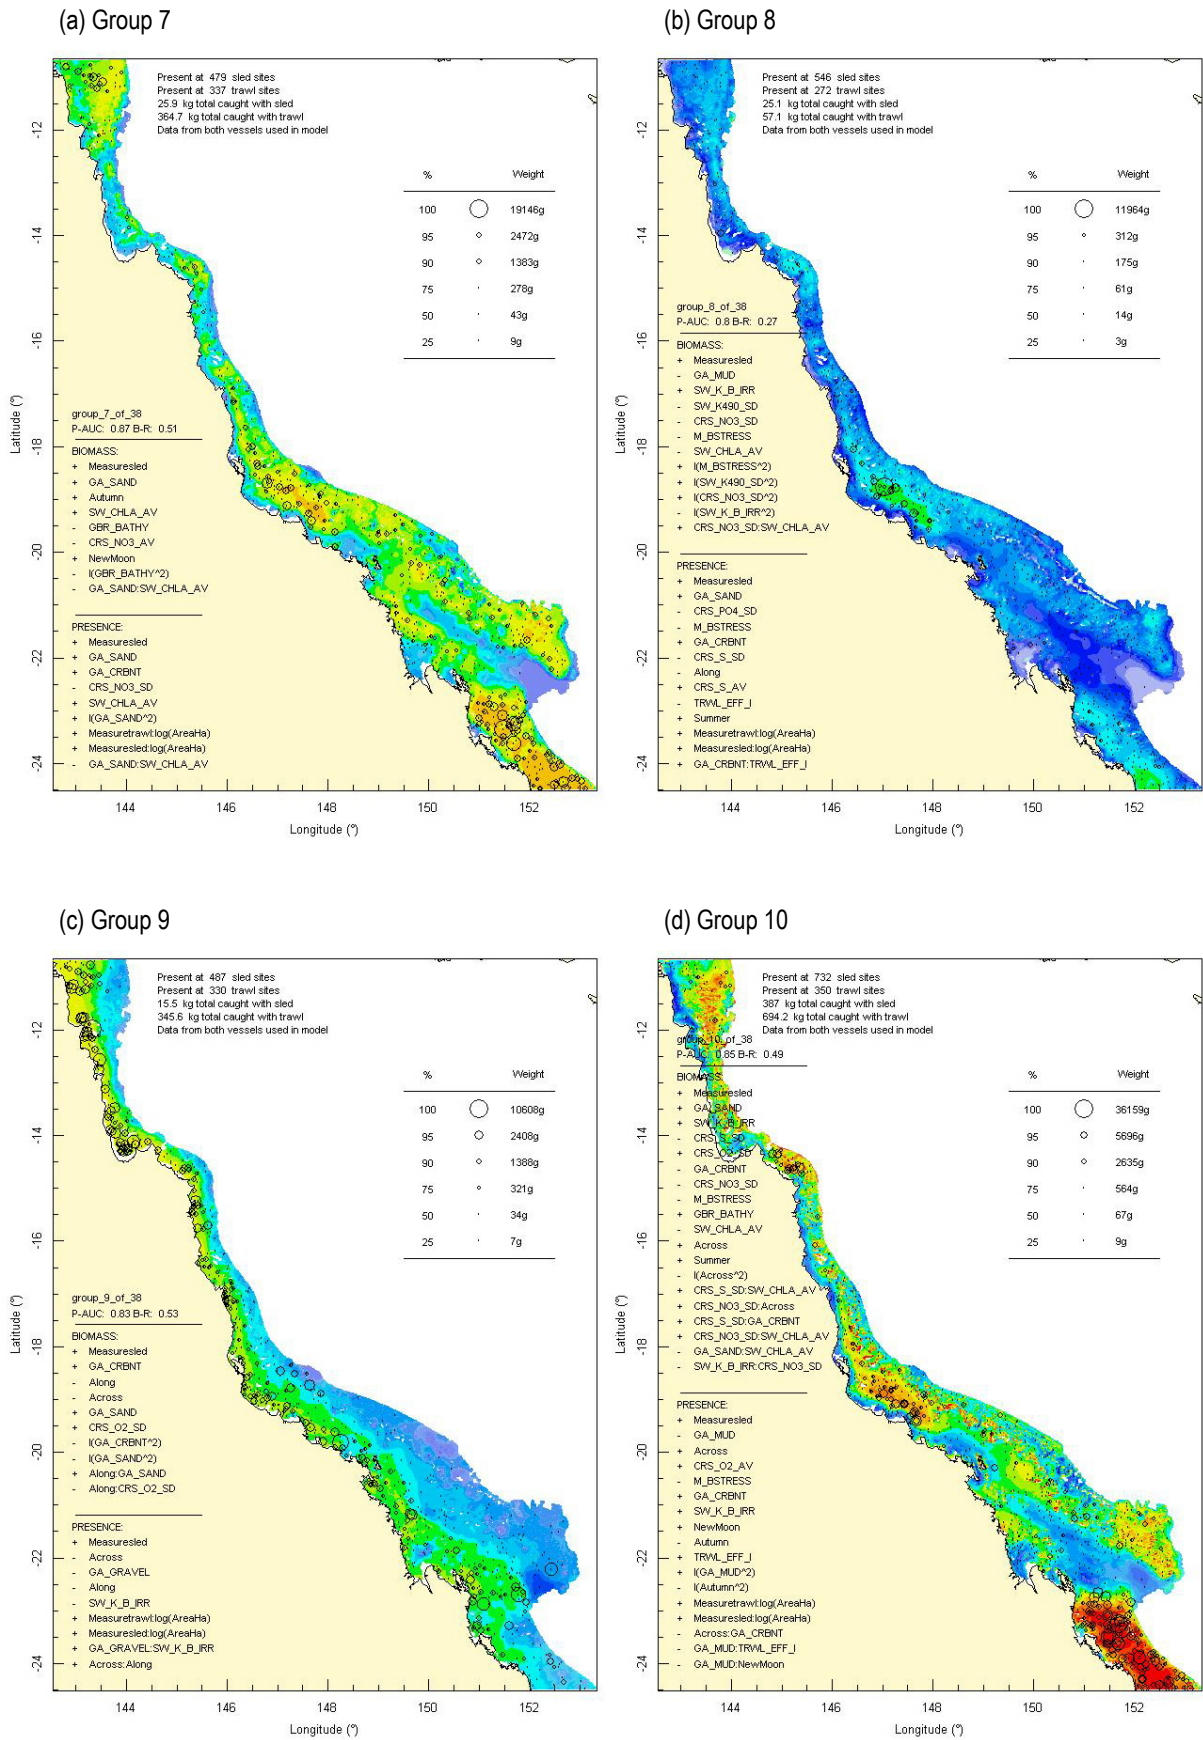 (a) Group 7
Present at 479 sled sites
Present at 337 trawl sites
25.9 kg total caught with sled
364.7 kg total caught with trawl
Data from both vessels used in model
% Weight
100 19146g
95 2472g
90 1383g
75 278g
50 43g
25 9g
group_7_of_38
P-AUC: 0.87 B-R: 0.51
BIOMASS:
+ Measuresled
+ GA_SAND
+ Autumn
+ SW_CHLA_AV
- GBR_BATHY
- CRS_NO3_AV
+ NewMoon
- I(GBR_BATHY^2)
- GA_SAND:SW_CHLA_AV
PRESENCE:
+ Measuresled
+ GA_SAND
+ GA_CRBNT
- CRS_NO3_SD
+ SW_CHLA_AV
+ I(GA_SAND^2)
+ Measuretrawl:log(AreaHa)
+ Measuresled:log(AreaHa)
- GA_SAND:SW_CHLA_AV
-12
-14
-16
-18
-20
-22
-24
Latitude (°)
144 146 148 150 152
Longitude (°)
(b) Group 8
Present at 546 sled sites
Present at 272 trawl sites
25.1 kg total caught with sled
57.1 kg total caught with trawl
Data from both vessels used in model
% Weight
100 11964g
95 312g
90 175g
75 61g
50 14g
25 3g
group_8_of_38
P-AUC: 0.8 B-R: 0.27
BIOMASS:
+ Measuresled
- GA_MUD
+ SW_K_B_IRR
- SW_K490_SD
- CRS_NO3_SD
- M_BSTRESS
- SW_CHLA_AV
+ I(M_BSTRESS^2)
+ I(SW_K490_SD^2)
+ I(CRS_NO3_SD^2)
- I(SW_K_B_IRR^2)
+ CRS_NO3_SD:SW_CHLA_AV
PRESENCE:
+ Measuresled
+ GA_SAND
- CRS_PO4_SD
- M_BSTRESS
+ GA_CRBNT
- CRS_S_SD
- Along
+ CRS_S_AV
- TRWL_EFF_I
+ Summer
+ Measuretrawl:log(AreaHa)
+ Measuresled:log(AreaHa)
+ GA_CRBNT:TRWL_EFF_I
-12
-14
-16
-18
-20
-22
-24
Latitude (°)
144 146 148 150 152
Longitude (°)
(c) Group 9
Present at 487 sled sites
Present at 330 trawl sites
15.5 kg total caught with sled
345.6 kg total caught with trawl
Data from both vessels used in model
% Weight
100 10608g
95 2408g
90 1388g
75 321g
50 34g
25 7g
group_9_of_38
P-AUC: 0.83 B-R: 0.53
BIOMASS:
+ Measuresled
+ GA_CRBNT
- Along
- Across
+ GA_SAND
+ CRS_O2_SD
- I(GA_CRBNT^2)
- I(GA_SAND^2)
+ Along:GA_SAND
- Along:CRS_O2_SD
PRESENCE:
+ Measuresled
- Across
- GA_GRAVEL
- Along
- SW_K_B_IRR
+ Measuretrawl:log(AreaHa)
+ Measuresled:log(AreaHa)
+ GA_GRAVEL:SW_K_B_IRR
+ Across:Along
-12
-14
-16
-18
-20
-22
-24
Latitude (°)
144 146 148 150 152
Longitude (°)
(d) Group 10
Present at 732 sled sites
Present at 350 trawl sites
387 kg total caught with sled
694.2 kg total caught with trawl
Data from both vessels used in model
% Weight
100 36159g
95 5696g
90 2635g
75 564g
50 67g
25 9g
group_10_of_38
P-AUC: 0.85 B-R: 0.49
BIOMASS:
+ Measuresled
+ GA_SAND
+ SW_K_B_IRR
- CRS_S_SD
+ CRS_O2_SD
- GA_CRBNT
- CRS_NO3_SD
- M_BSTRESS
+ GBR_BATHY
- SW_CHLA_AV
+ Across
+ Summer
- I(Across^2)
+ CRS_S_SD:SW_CHLA_AV
+ CRS_NO3_SD:Across
+ CRS_S_SD:GA_CRBNT
+ CRS_NO3_SD:SW_CHLA_AV
- GA_SAND:SW_CHLA_AV
- SW_K_B_IRR:CRS_NO3_SD
PRESENCE:
+ Measuresled
- GA_MUD
+ Across
+ CRS_O2_AV
- M_BSTRESS
+ GA_CRBNT
+ SW_K_B_IRR
+ NewMoon
- Autumn
+ TRWL_EFF_I
+ I(GA_MUD^2)
- I(Autumn^2)
+ Measuretrawl:log(AreaHa)
+ Measuresled:log(AreaHa)
- Across:GA_CRBNT
- GA_MUD:TRWL_EFF_I
- GA_MUD:NewMoon
-12
-14
-16
-18
-20
-22
-24
Latitude (°)
144 146 148 150 152
Longitude (°)